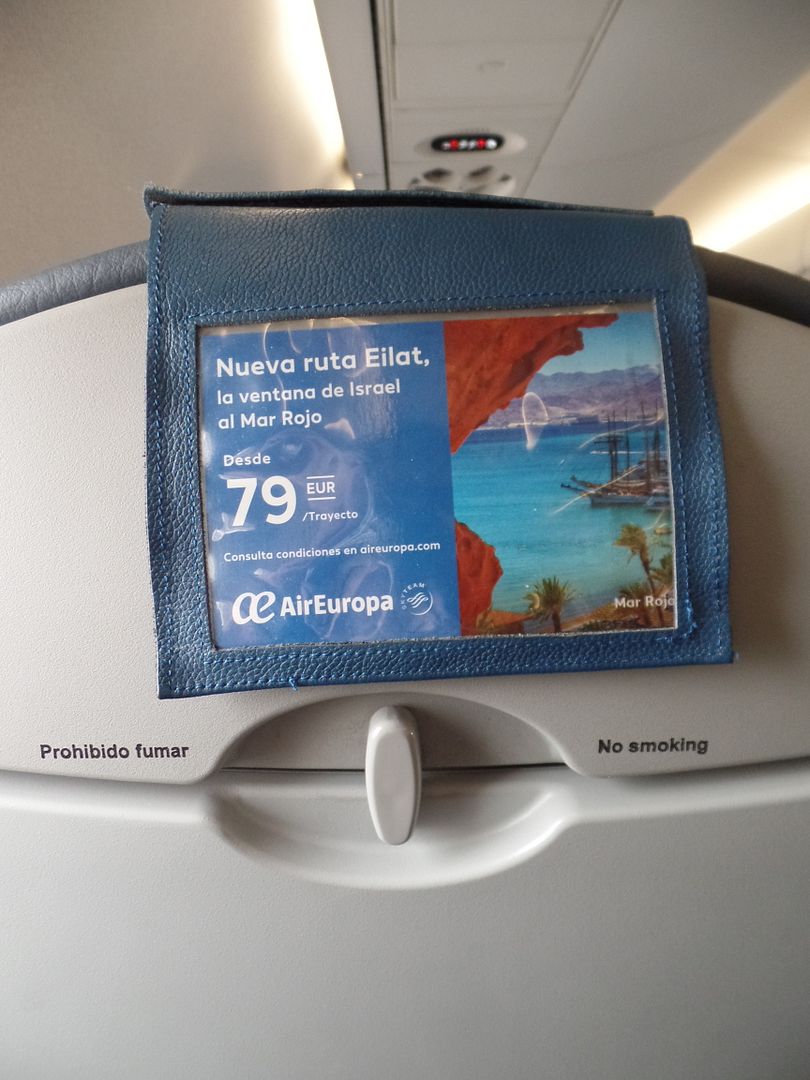 Nueva ruta Eilat,
la ventana de Israel
al Mar Rojo
Desde
79 EUR
/Trayecto
Consulta condiciones en aireuropa.com
AirEuropa
SKYTEAM
Mar Rojo
Prohibido fumar
No smoking